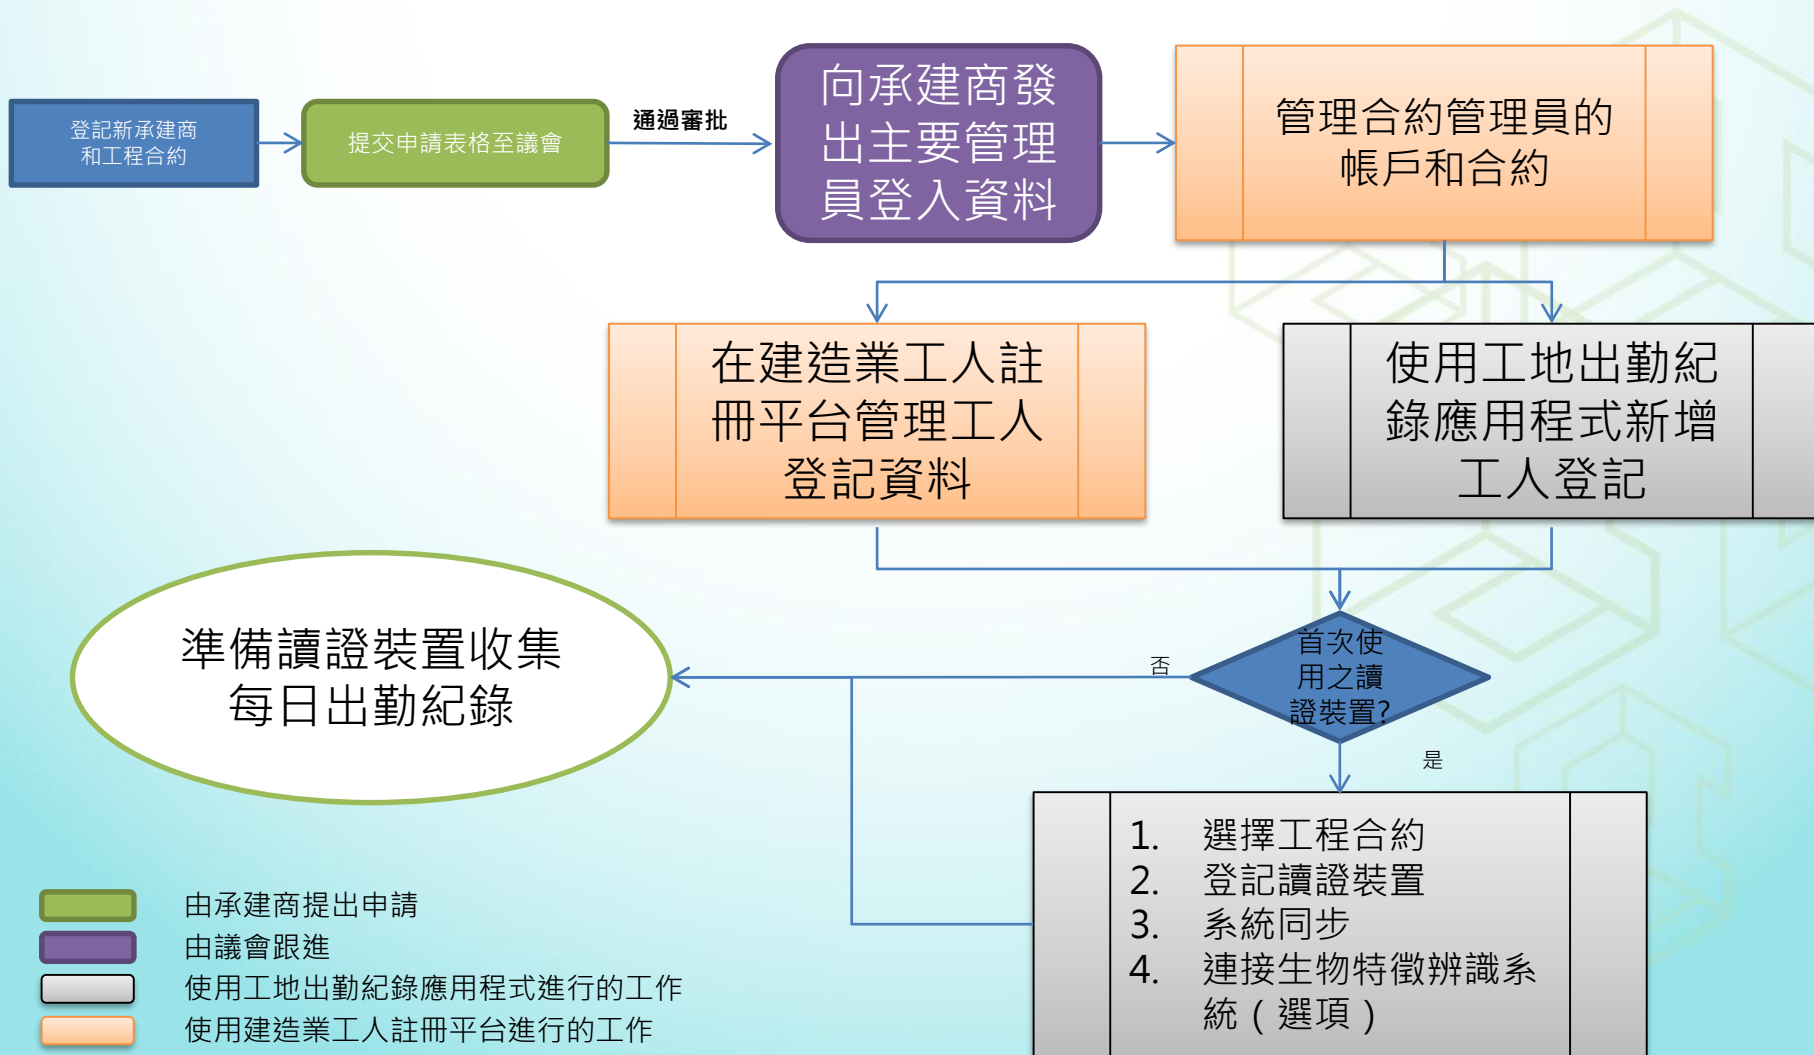 登記新承建商
和工程合約
提交申請表格至議會
通過審批
向承建商發
出主要管理
員登入資料
管理合約管理員的
帳戶和合約
在建造業工人註
冊平台管理工人
登記資料
使用工地出勤紀
錄應用程式新增
工人登記
首次使
用之讀
證裝置?
否
是
準備讀證裝置收集
每日出勤紀錄
1. 選擇工程合約
2. 登記讀證裝置
3. 系統同步
4. 連接生物特徵辨識系
統(選項)
由承建商提出申請
由議會跟進
使用工地出勤紀錄應用程式進行的工作
使用建造業工人註冊平台進行的工作